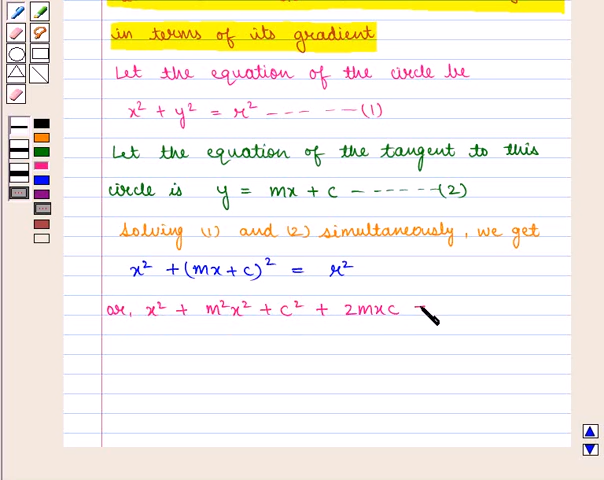 in terms of its gradient
Let the equation of the circle be
x² + y² = r² --- --- ---(1)
Let the equation of the tangent to this
circle is y = mx + c ------(2)
Solving (1) and (2) simultaneously, we get
x² + (mx + c)² = r²
or, x² + m²x² + c² + 2mxc